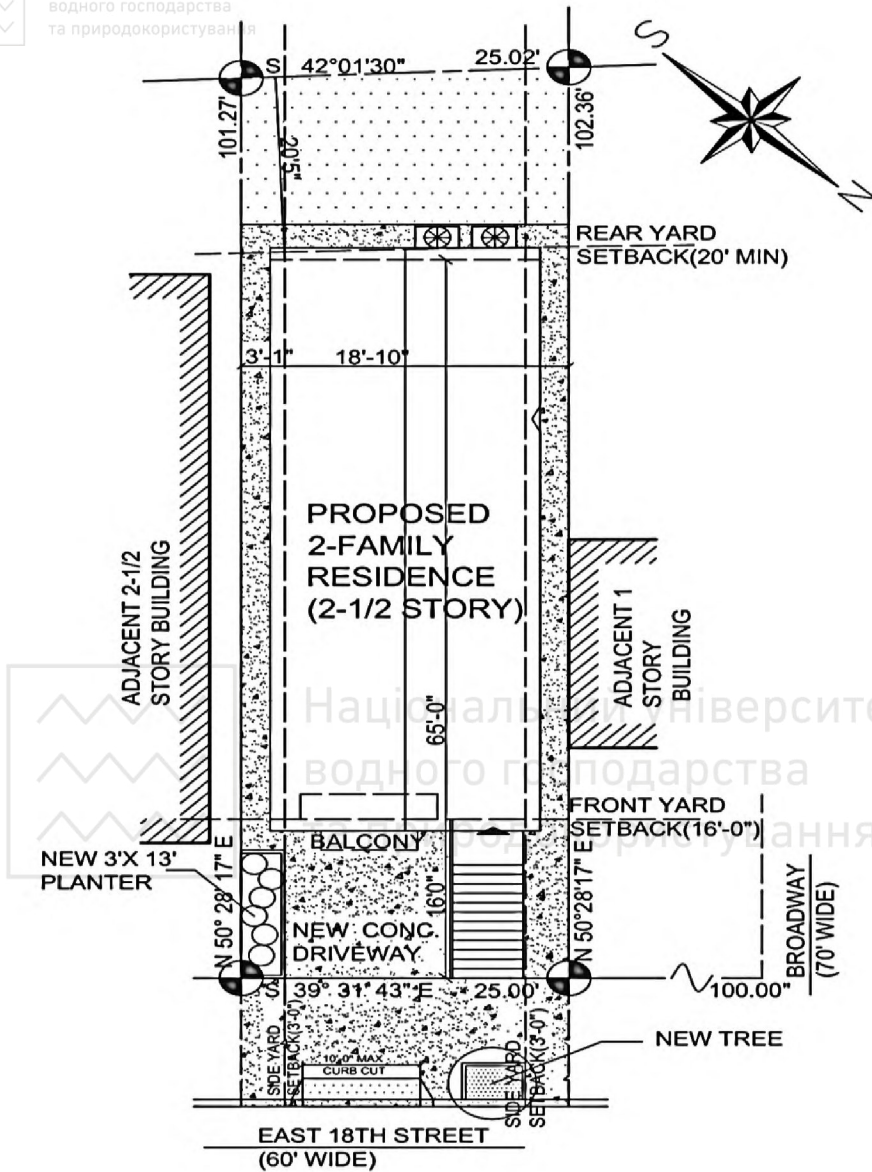 водного господарства
та природокористування
S
S 42°01'30" 25.02'
101.27'
102.36'
20'5"
N
REAR YARD
SETBACK(20' MIN)
3'-1" 18'-10"
PROPOSED
2-FAMILY
RESIDENCE
(2-1/2 STORY)
ADJACENT 2-1/2
STORY BUILDING
ADJACENT 1
STORY
BUILDING
65'-0"
Національний університе
водного господарства
та природокористування
FRONT YARD
SETBACK(16'-0")
BALCONY
NEW 3'X 13'
PLANTER
N 50° 28' 17" E
16'0"
N 50°28'17" E
NEW CONC.
DRIVEWAY
BROADWAY
(70' WIDE)
S 39° 31' 43" E 25.00' 100.00"
SIDE YARD
SETBACK(3'-0")
10'-0" MAX
CURB CUT
SIDE YARD
SETBACK(3'-0")
NEW TREE
EAST 18TH STREET
(60' WIDE)